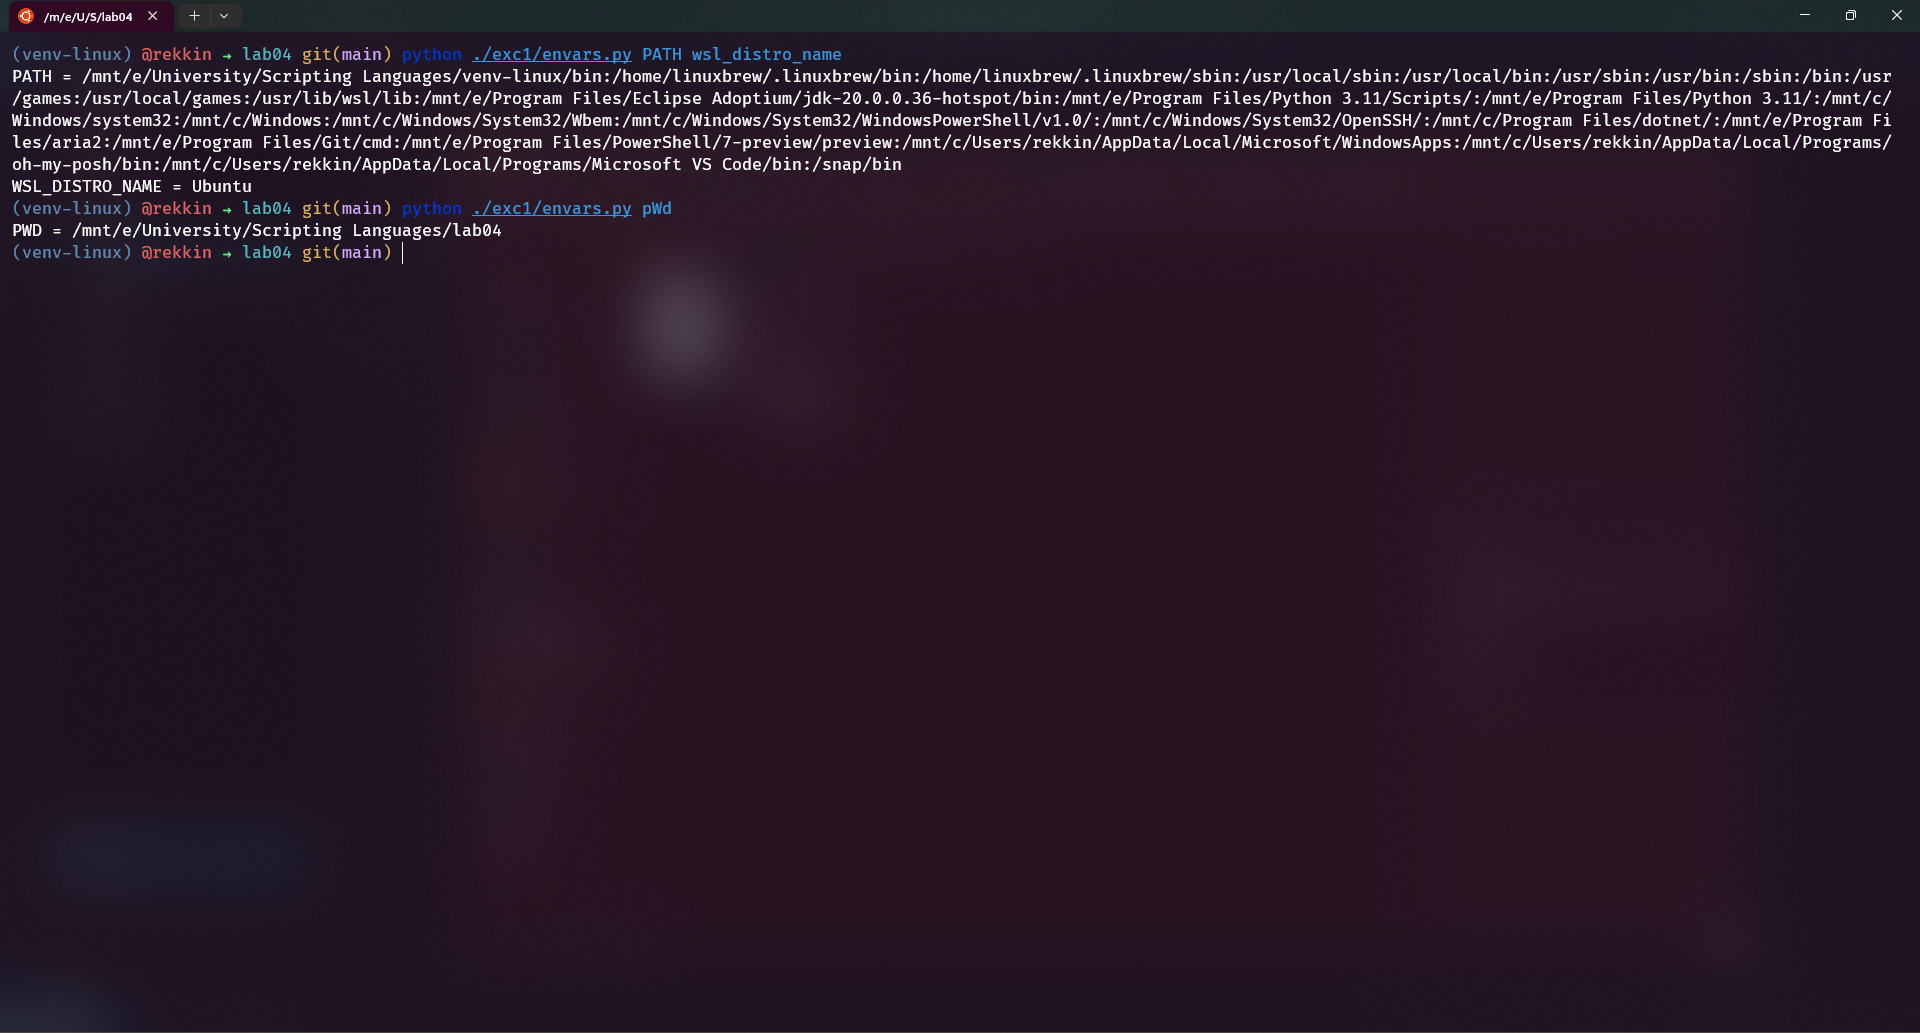 /m/e/U/S/lab04
(venv-linux) @rekkin → lab04 git(main) python ./exc1/envars.py PATH wsl_distro_name
PATH = /mnt/e/University/Scripting Languages/venv-linux/bin:/home/linuxbrew/.linuxbrew/bin:/home/linuxbrew/.linuxbrew/sbin:/usr/local/sbin:/usr/local/bin:/usr/sbin:/usr/bin:/sbin:/bin:/usr
/games:/usr/local/games:/usr/lib/wsl/lib:/mnt/e/Program Files/Eclipse Adoptium/jdk-20.0.0.36-hotspot/bin:/mnt/e/Program Files/Python 3.11/Scripts/:/mnt/e/Program Files/Python 3.11/:/mnt/c/
Windows/system32:/mnt/c/Windows:/mnt/c/Windows/System32/Wbem:/mnt/c/Windows/System32/WindowsPowerShell/v1.0/:/mnt/c/Windows/System32/OpenSSH/:/mnt/c/Program Files/dotnet/:/mnt/e/Program Fi
les/aria2:/mnt/e/Program Files/Git/cmd:/mnt/e/Program Files/PowerShell/7-preview/preview:/mnt/c/Users/rekkin/AppData/Local/Microsoft/WindowsApps:/mnt/c/Users/rekkin/AppData/Local/Programs/
oh-my-posh/bin:/mnt/c/Users/rekkin/AppData/Local/Programs/Microsoft VS Code/bin:/snap/bin
WSL_DISTRO_NAME = Ubuntu
(venv-linux) @rekkin → lab04 git(main) python ./exc1/envars.py pWd
PWD = /mnt/e/University/Scripting Languages/lab04
(venv-linux) @rekkin → lab04 git(main)